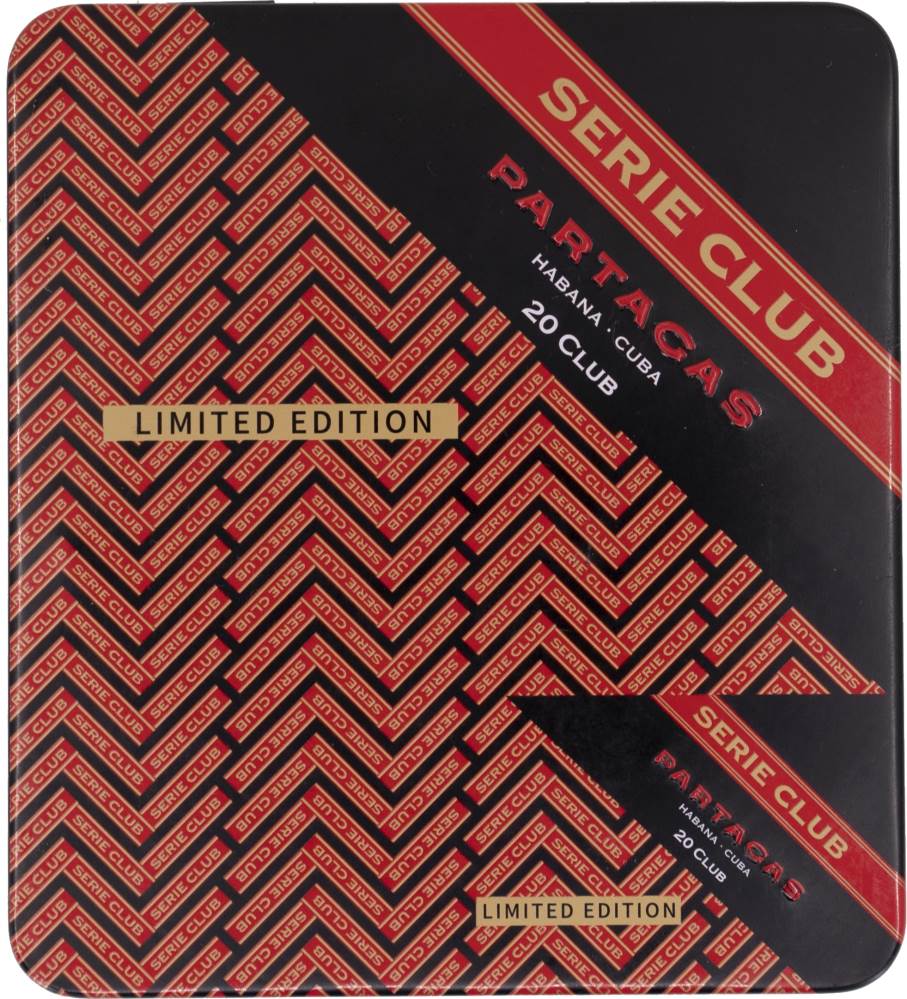 SERIE CLUB
PARTAGAS
HABANA · CUBA
20 CLUB
LIMITED EDITION
SERIE CLUB
PARTAGAS
HABANA · CUBA
20 CLUB
LIMITED EDITION